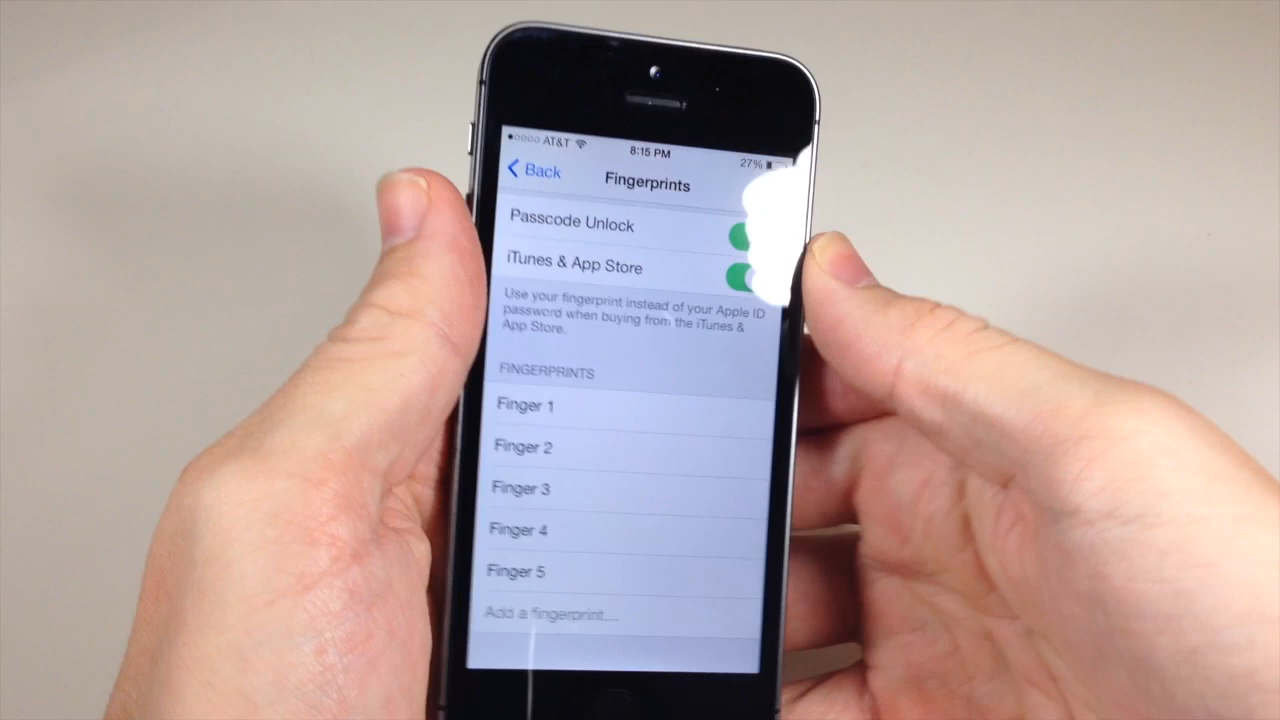 AT&T 8:15 PM 27%
Back Fingerprints
Passcode Unlock
iTunes & App Store
Use your fingerprint instead of your Apple ID
password when buying from the iTunes &
App Store.
FINGERPRINTS
Finger 1
Finger 2
Finger 3
Finger 4
Finger 5
Add a fingerprint...